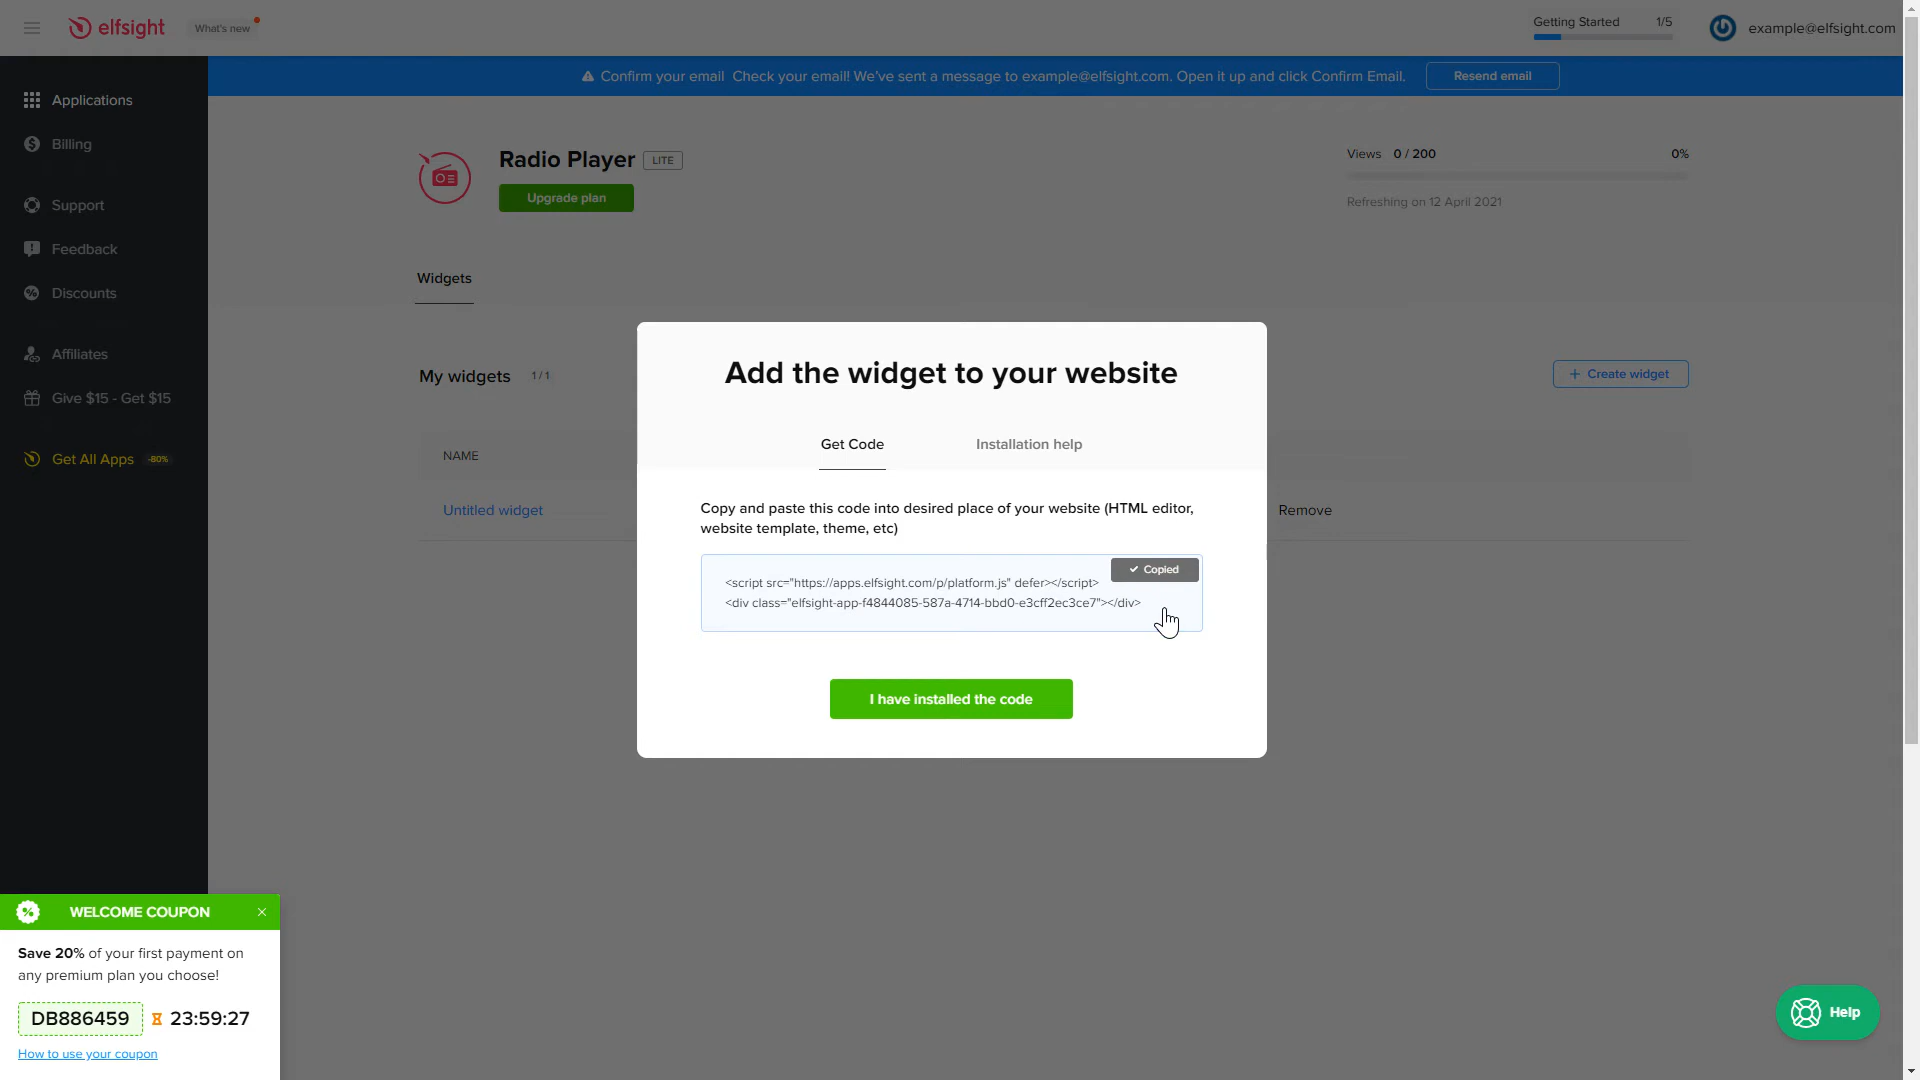 elfsight
What's new
Getting Started 1/5
example@elfsight.com
Confirm your email Check your email! We've sent a message to example@elfsight.com. Open it up and click Confirm Email.
Resend email
Applications
Billing
Support
Feedback
Discounts
Affiliates
Give $15 - Get $15
Get All Apps -80%
Radio Player LITE
Upgrade plan
Views 0 / 200 0%
Refreshing on 12 April 2021
Widgets
My widgets 1 / 1
+ Create widget
NAME
Untitled widget
Remove
Add the widget to your website
Get Code Installation help
Copy and paste this code into desired place of your website (HTML editor,
website template, theme, etc)
Copied
<script src="https://apps.elfsight.com/p/platform.js" defer></script>
<div class="elfsight-app-f4844085-587a-4714-bbd0-e3cff2ec3ce7"></div>
I have installed the code
WELCOME COUPON
Save 20% of your first payment on
any premium plan you choose!
DB886459 23:59:27
How to use your coupon
Help